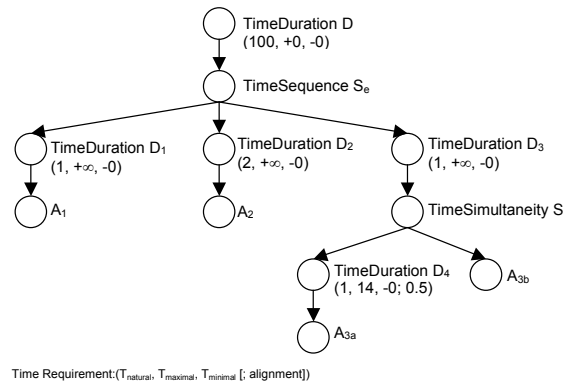 TimeDuration D
(100, +0, -0)
TimeSequence Se
TimeDuration D1
(1, +∞, -0)
TimeDuration D2
(2, +∞, -0)
TimeDuration D3
(1, +∞, -0)
A1
A2
TimeSimultaneity S
TimeDuration D4
(1, 14, -0; 0.5)
A3b
A3a
Time Requirement:(Tnatural, Tmaximal, Tminimal [; alignment])